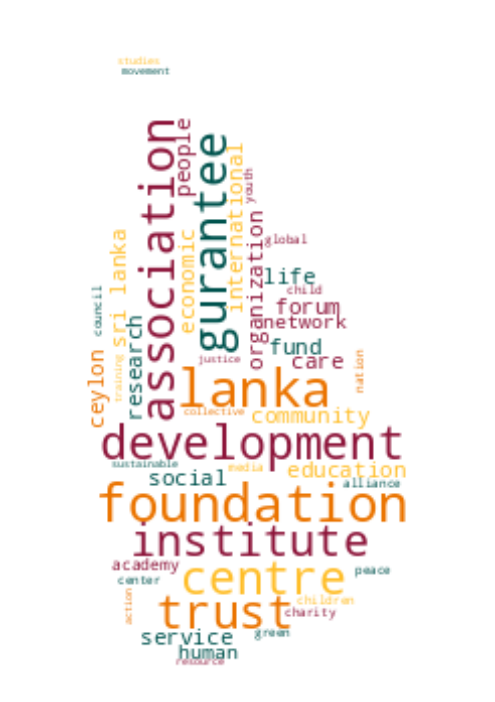 studies
movement
association
people
gurantee
international
youth
organization
global
economic
sri lanka
council
life
child
forum
network
research
fund
care
justice
training
ceylon
nation
lanka
collective
community
development
sustainable
media
education
social
alliance
foundation
institute
academy
center
centre
peace
action
trust
children
charity
service
green
human
resource